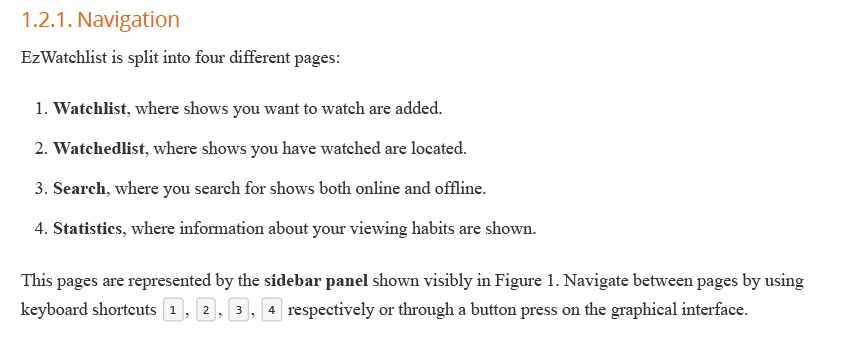 1.2.1. Navigation
EzWatchlist is split into four different pages:
1. Watchlist, where shows you want to watch are added.
2. Watchedlist, where shows you have watched are located.
3. Search, where you search for shows both online and offline.
4. Statistics, where information about your viewing habits are shown.
This pages are represented by the sidebar panel shown visibly in Figure 1. Navigate between pages by using
keyboard shortcuts 1 , 2 , 3 , 4 respectively or through a button press on the graphical interface.